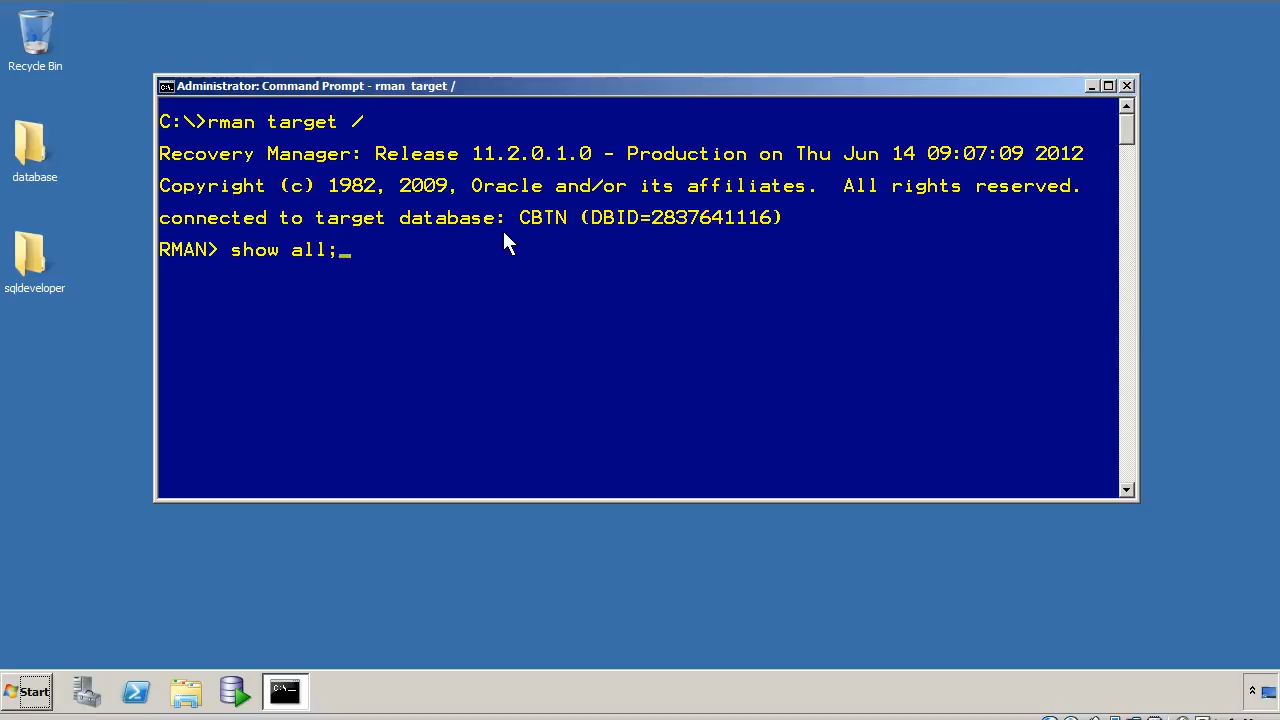 Recycle Bin
database
sqldeveloper
Administrator: Command Prompt - rman  target /
C:\>rman target /
Recovery Manager: Release 11.2.0.1.0 - Production on Thu Jun 14 09:07:09 2012
Copyright (c) 1982, 2009, Oracle and/or its affiliates.  All rights reserved.
connected to target database: CBTN (DBID=2837641116)
RMAN> show all;
Start